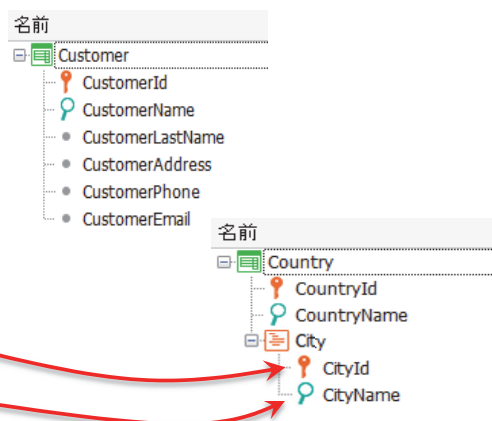 名前
Customer
CustomerId
CustomerName
CustomerLastName
CustomerAddress
CustomerPhone
CustomerEmail
名前
Country
CountryId
CountryName
City
CityId
CityName